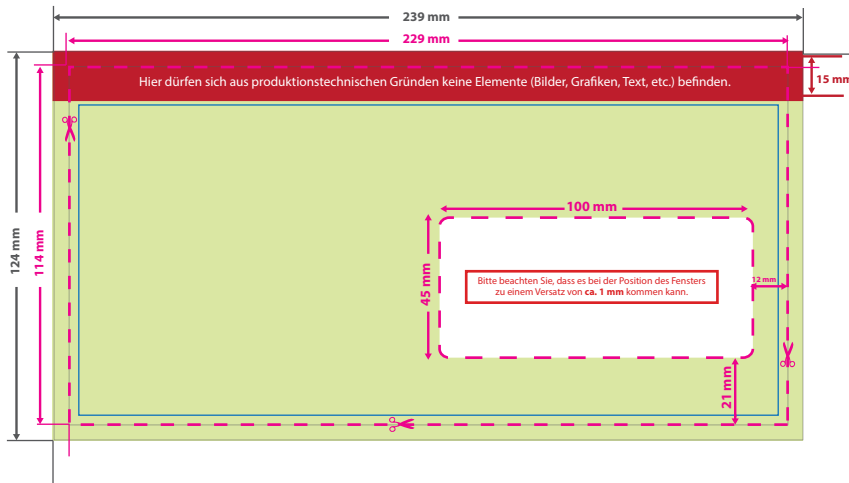 239 mm
229 mm
Hier dürfen sich aus produktionstechnischen Gründen keine Elemente (Bilder, Grafiken, Text, etc.) befinden.
15 mm
100 mm
124 mm
114 mm
45 mm
Bitte beachten Sie, dass es bei der Position des Fensters
zu einem Versatz von ca. 1 mm kommen kann.
12 mm
21 mm